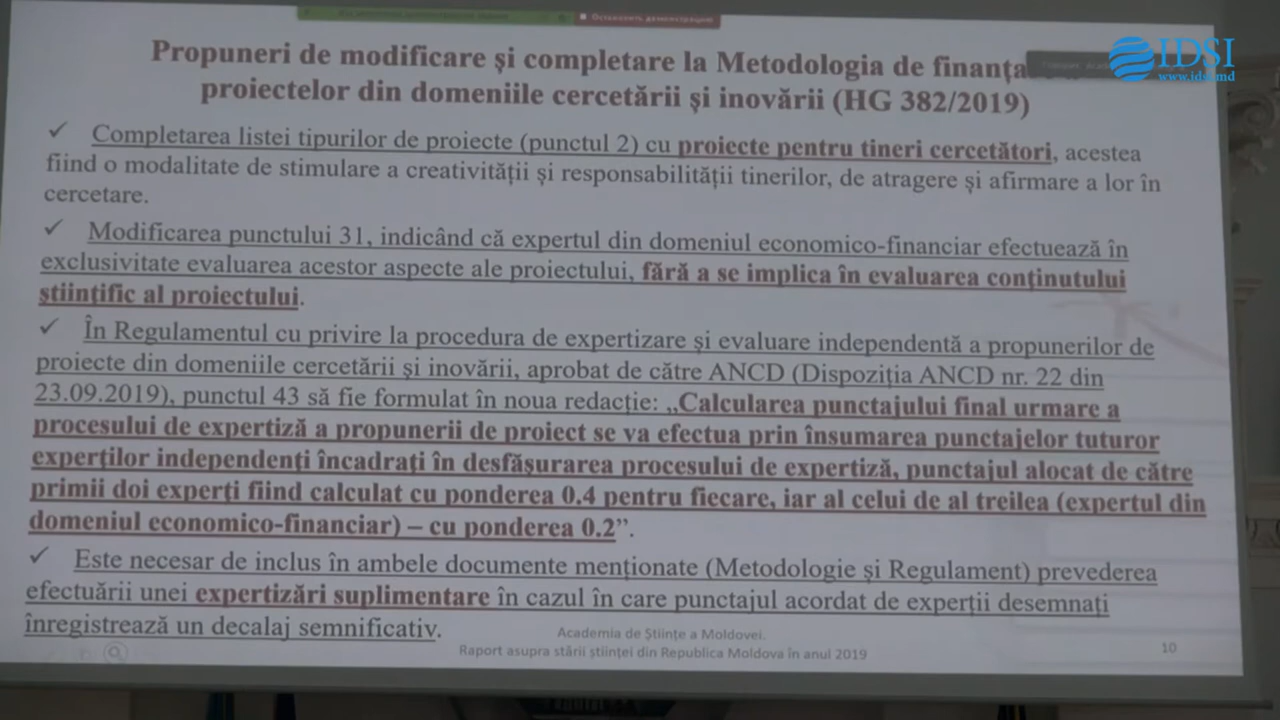 Остановить демонстрацию
IDSI
www.idsi.md
Propuneri de modificare și completare la Metodologia de finanța
proiectelor din domeniile cercetării și inovării (HG 382/2019)
✓ Completarea listei tipurilor de proiecte (punctul 2) cu proiecte pentru tineri cercetători, acestea
fiind o modalitate de stimulare a creativității și responsabilității tinerilor, de atragere și afirmare a lor în
cercetare.
✓ Modificarea punctului 31, indicând că expertul din domeniul economico-financiar efectuează în
exclusivitate evaluarea acestor aspecte ale proiectului, fără a se implica în evaluarea conținutului
științific al proiectului.
✓ În Regulamentul cu privire la procedura de expertizare și evaluare independentă a propunerilor de
proiecte din domeniile cercetării și inovării, aprobat de către ANCD (Dispoziția ANCD nr. 22 din
23.09.2019), punctul 43 să fie formulat în noua redacție: „Calcularea punctajului final urmare a
procesului de expertiză a propunerii de proiect se va efectua prin însumarea punctajelor tuturor
experților independenți încadrați în desfășurarea procesului de expertiză, punctajul alocat de către
primii doi experți fiind calculat cu ponderea 0.4 pentru fiecare, iar al celui de al treilea (expertul din
domeniul economico-financiar) – cu ponderea 0.2”.
✓ Este necesar de inclus în ambele documente menționate (Metodologie și Regulament) prevederea
efectuării unei expertizări suplimentare în cazul în care punctajul acordat de experții desemnați
înregistrează un decalaj semnificativ.
Academia de Științe a Moldovei.
Raport asupra stării științei din Republica Moldova în anul 2019
10